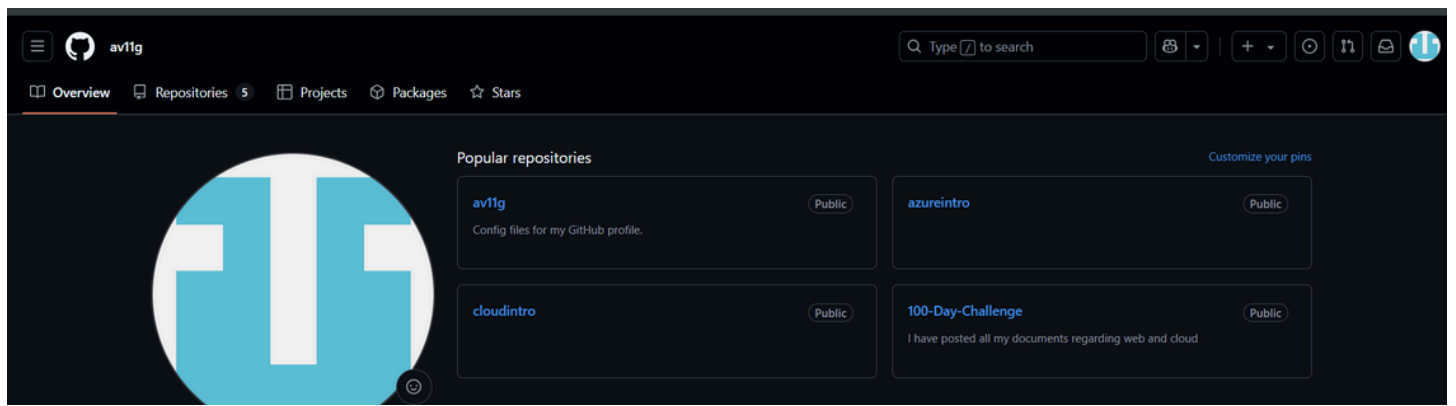 av11g
Type / to search
Overview Repositories 5 Projects Packages Stars
Popular repositories
Customize your pins
av11g Public
Config files for my GitHub profile.
azureintro Public
cloudintro Public
100-Day-Challenge Public
I have posted all my documents regarding web and cloud